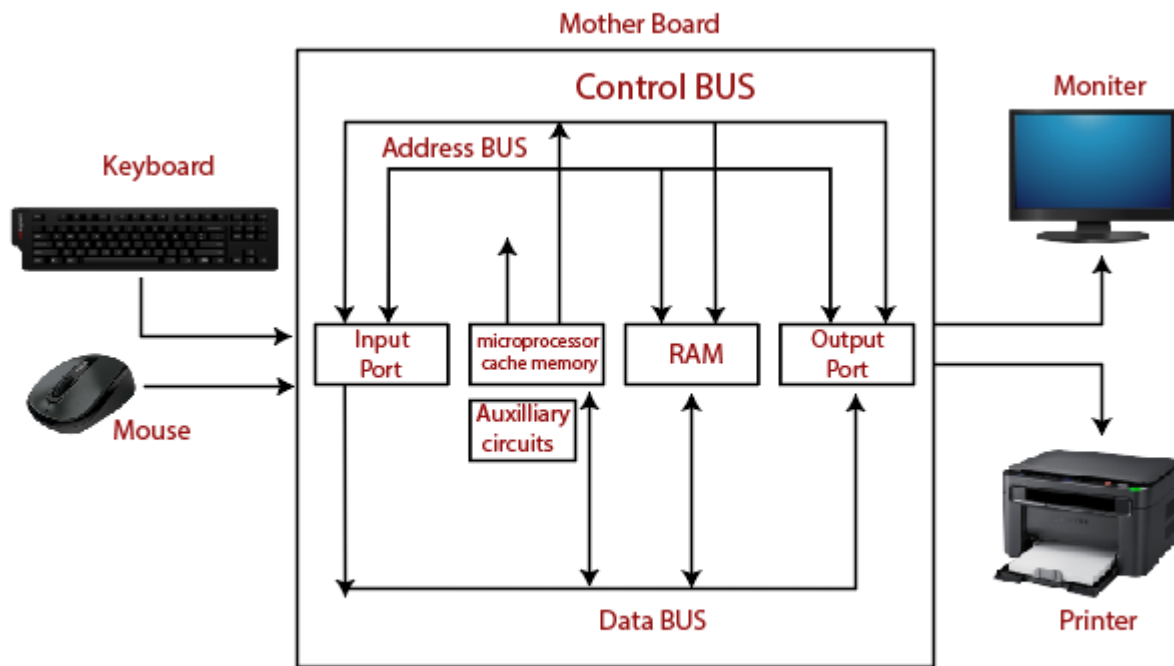 Mother Board
Control BUS
Moniter
Address BUS
Keyboard
Input
Port
microprocessor
cache memory
RAM
Output
Port
Auxilliary
circuits
Mouse
Data BUS
Printer